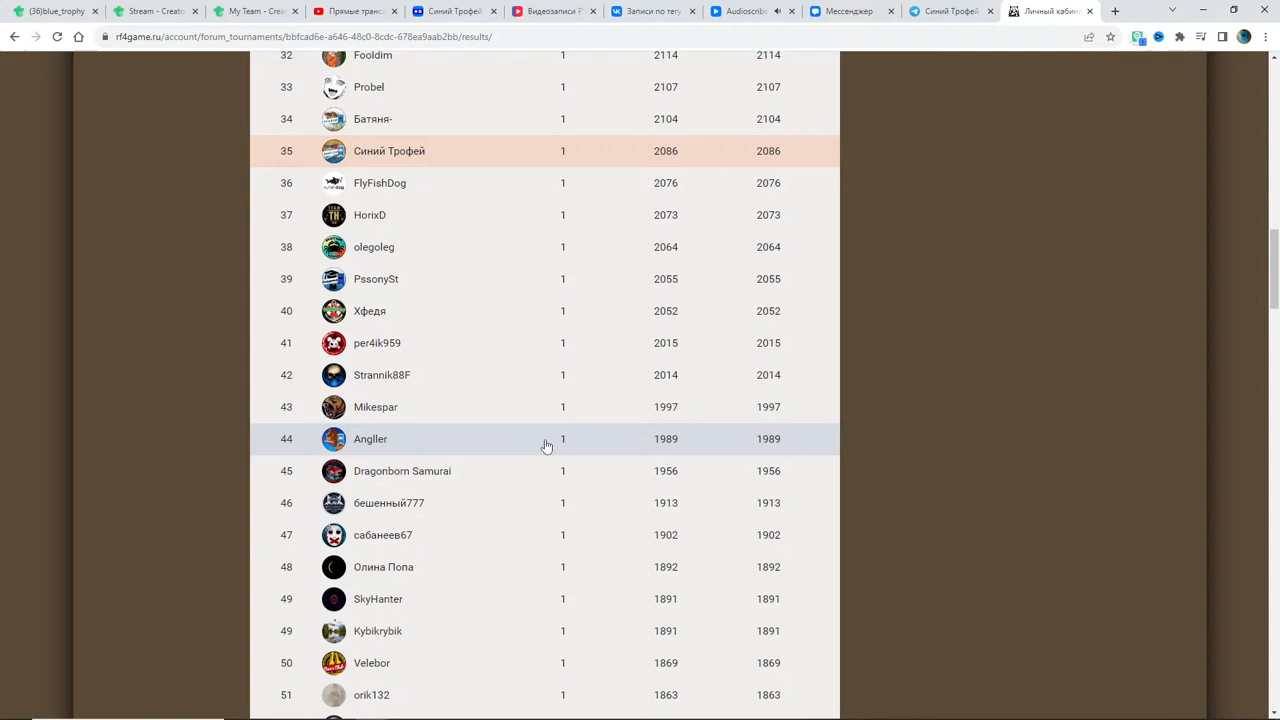 (36)blue_trophy
Stream - Creato
My Team - Creat
Прямые транс
Синий Трофей
Видеозаписи Р
Записи по тегу
Audiotribe
Мессенджер
Синий Трофей
Личный кабин
rf4game.ru/account/forum_tournaments/bbfcad6e-a646-48c0-8cdc-678ea9aab2bb/results/
32 Fooldim 2114 2114
33 Probel 1 2107 2107
34 Батяня- 1 2104 2104
35 Синий Трофей 1 2086 2086
36 FlyFishDog 1 2076 2076
37 HorixD 1 2073 2073
38 olegoleg 1 2064 2064
39 PssonySt 1 2055 2055
40 Хфедя 1 2052 2052
41 per4ik959 1 2015 2015
42 Strannik88F 1 2014 2014
43 Mikespar 1 1997 1997
44 Angller 1 1989 1989
45 Dragonborn Samurai 1 1956 1956
46 бешенный777 1 1913 1913
47 сабанеев67 1 1902 1902
48 Олина Попа 1 1892 1892
49 SkyHanter 1 1891 1891
49 Kybikrybik 1 1891 1891
50 Velebor 1 1869 1869
51 orik132 1 1863 1863